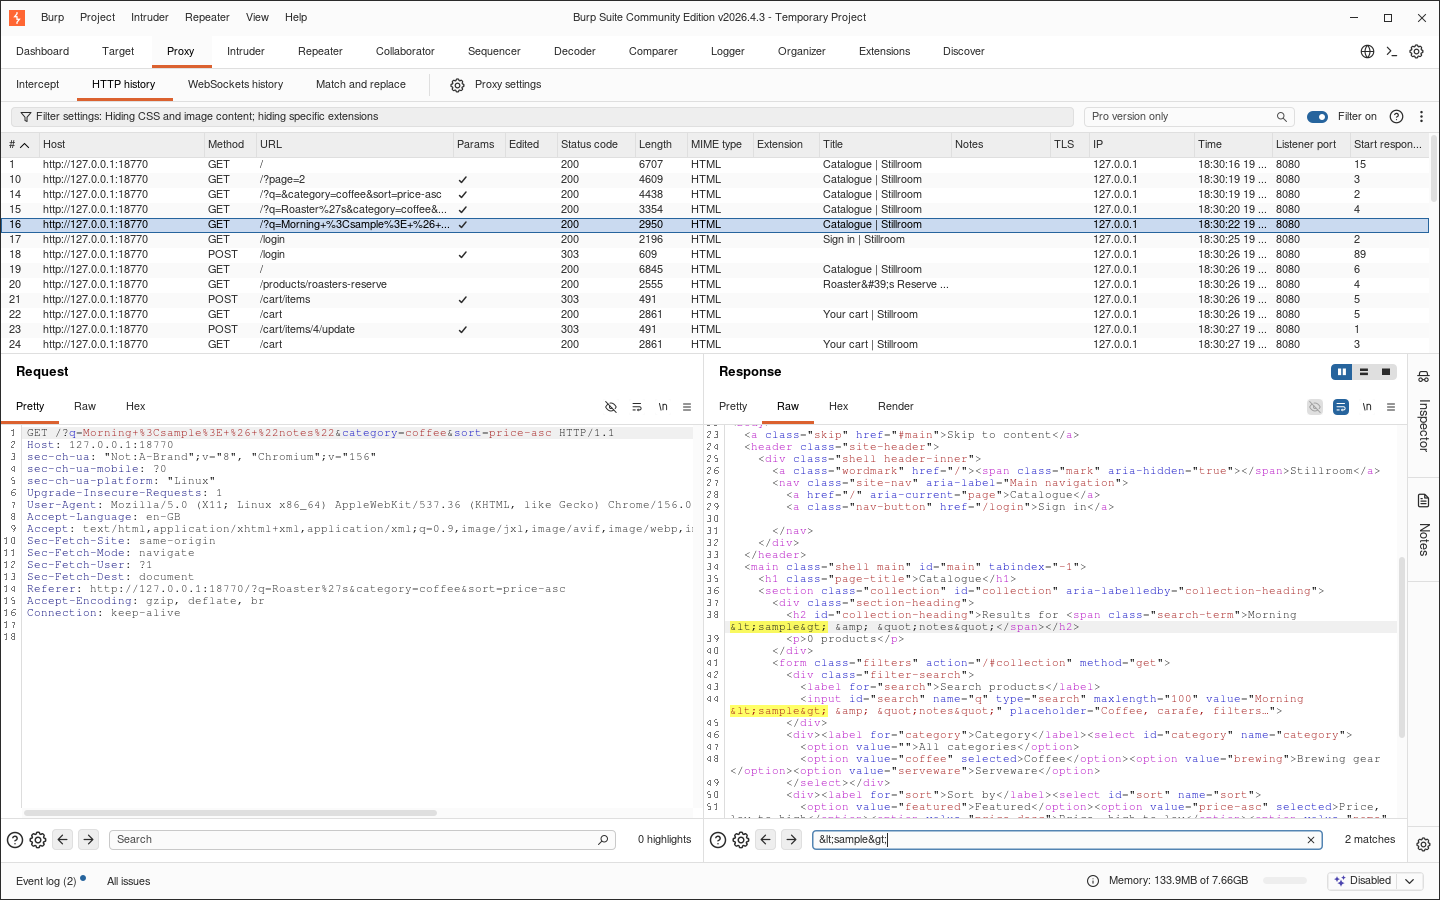 Burp Project Intruder Repeater View Help Burp Suite Community Edition v2026.4.3 - Temporary Project
Dashboard Target Proxy Intruder Repeater Collaborator Sequencer Decoder Comparer Logger Organizer Extensions Discover
Intercept HTTP history WebSockets history Match and replace Proxy settings
Filter settings: Hiding CSS and image content; hiding specific extensions Pro version only Filter on
# Host Method URL Params Edited Status code Length MIME type Extension Title Notes TLS IP Time Listener port Start respon...
1 http://127.0.0.1:18770 GET / 200 6707 HTML Catalogue | Stillroom 127.0.0.1 18:30:16 19 ... 8080 15
10 http://127.0.0.1:18770 GET /?page=2 ✓ 200 4609 HTML Catalogue | Stillroom 127.0.0.1 18:30:19 19 ... 8080 3
14 http://127.0.0.1:18770 GET /?q=&category=coffee&sort=price-asc ✓ 200 4438 HTML Catalogue | Stillroom 127.0.0.1 18:30:19 19 ... 8080 2
15 http://127.0.0.1:18770 GET /?q=Roaster%27s&category=coffee&... ✓ 200 3354 HTML Catalogue | Stillroom 127.0.0.1 18:30:20 19 ... 8080 4
16 http://127.0.0.1:18770 GET /?q=Morning+%3Csample%3E+%26+... ✓ 200 2950 HTML Catalogue | Stillroom 127.0.0.1 18:30:22 19 ... 8080
17 http://127.0.0.1:18770 GET /login 200 2196 HTML Sign in | Stillroom 127.0.0.1 18:30:25 19 ... 8080 2
18 http://127.0.0.1:18770 POST /login ✓ 303 609 HTML 127.0.0.1 18:30:26 19 ... 8080 89
19 http://127.0.0.1:18770 GET / 200 6845 HTML Catalogue | Stillroom 127.0.0.1 18:30:26 19 ... 8080 6
20 http://127.0.0.1:18770 GET /products/roasters-reserve 200 2555 HTML Roaster&#39;s Reserve ... 127.0.0.1 18:30:26 19 ... 8080 4
21 http://127.0.0.1:18770 POST /cart/items ✓ 303 491 HTML 127.0.0.1 18:30:26 19 ... 8080 5
22 http://127.0.0.1:18770 GET /cart 200 2861 HTML Your cart | Stillroom 127.0.0.1 18:30:26 19 ... 8080 5
23 http://127.0.0.1:18770 POST /cart/items/4/update ✓ 303 491 HTML 127.0.0.1 18:30:27 19 ... 8080 1
24 http://127.0.0.1:18770 GET /cart 200 2861 HTML Your cart | Stillroom 127.0.0.1 18:30:27 19 ... 8080 3
Request
Pretty Raw Hex \n
1 GET /?q=Morning+%3Csample%3E+%26+%22notes%22&category=coffee&sort=price-asc HTTP/1.1
2 Host: 127.0.0.1:18770
3 sec-ch-ua: "Not:A-Brand";v="8", "Chromium";v="156"
4 sec-ch-ua-mobile: ?0
5 sec-ch-ua-platform: "Linux"
6 Upgrade-Insecure-Requests: 1
7 User-Agent: Mozilla/5.0 (X11; Linux x86_64) AppleWebKit/537.36 (KHTML, like Gecko) Chrome/156.0
8 Accept-Language: en-GB
9 Accept: text/html,application/xhtml+xml,application/xml;q=0.9,image/jxl,image/avif,image/webp,i
10 Sec-Fetch-Site: same-origin
11 Sec-Fetch-Mode: navigate
12 Sec-Fetch-User: ?1
13 Sec-Fetch-Dest: document
14 Referer: http://127.0.0.1:18770/?q=Roaster%27s&category=coffee&sort=price-asc
15 Accept-Encoding: gzip, deflate, br
16 Connection: keep-alive
17
18
Search 0 highlights
Response
Pretty Raw Hex Render \n
23 <a class="skip" href="#main">Skip to content</a>
24 <header class="site-header">
25 <div class="shell header-inner">
26 <a class="wordmark" href="/"><span class="mark" aria-hidden="true"></span>Stillroom</a>
27 <nav class="site-nav" aria-label="Main navigation">
28 <a href="/" aria-current="page">Catalogue</a>
29 <a class="nav-button" href="/login">Sign in</a>
30
31 </nav>
32 </div>
33 </header>
34 <main class="shell main" id="main" tabindex="-1">
35 <h1 class="page-title">Catalogue</h1>
36 <section class="collection" id="collection" aria-labelledby="collection-heading">
37 <div class="section-heading">
38 <h2 id="collection-heading">Results for <span class="search-term">Morning
&lt;sample&gt; &amp; &quot;notes&quot;</span></h2>
39 <p>0 products</p>
40 </div>
41 <form class="filters" action="/#collection" method="get">
42 <div class="filter-search">
43 <label for="search">Search products</label>
44 <input id="search" name="q" type="search" maxlength="100" value="Morning
&lt;sample&gt; &amp; &quot;notes&quot;" placeholder="Coffee, carafe, filters…">
45 </div>
46 <div><label for="category">Category</label><select id="category" name="category">
47 <option value="">All categories</option>
48 <option value="coffee" selected>Coffee</option><option value="brewing">Brewing gear
</option><option value="serveware">Serveware</option>
49 </select></div>
50 <div><label for="sort">Sort by</label><select id="sort" name="sort">
51 <option value="featured">Featured</option><option value="price-asc" selected>Price,
&lt;sample&gt; 2 matches
Inspector
Notes
Event log (2) All issues Memory: 133.9MB of 7.66GB Disabled